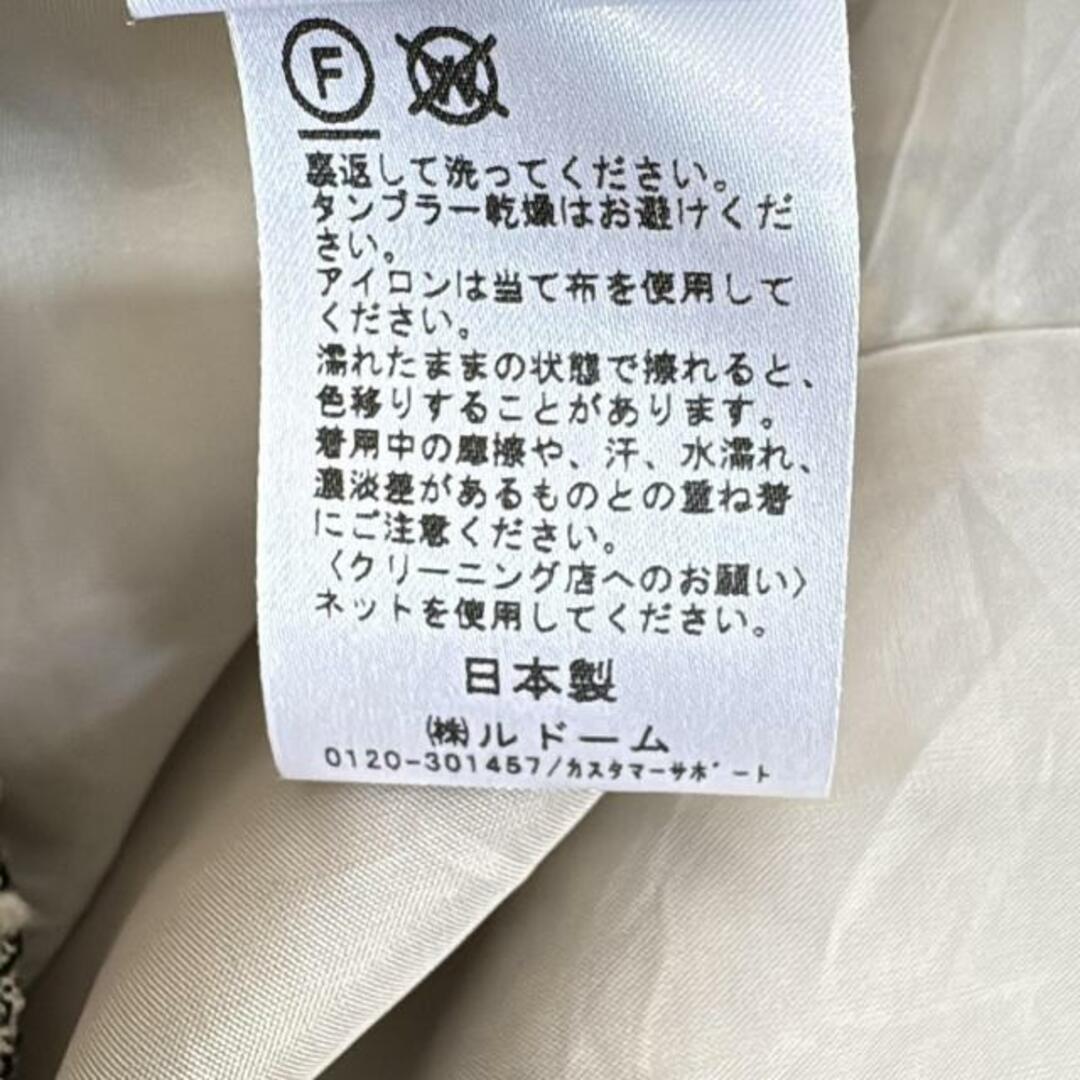 F W
裏返して洗ってください。
タンブラー乾燥はお避けくだ
さい。
アイロンは当て布を使用して
ください。
濡れたままの状態で擦れると、
色移りすることがあります。
着用中の摩擦や、汗、水濡れ、
濃淡差があるものとの重ね着
にご注意ください。
〈クリーニング店へのお願い〉
ネットを使用してください。
日本製
㈱ルドーム
0120-301457/カスタマーサポート